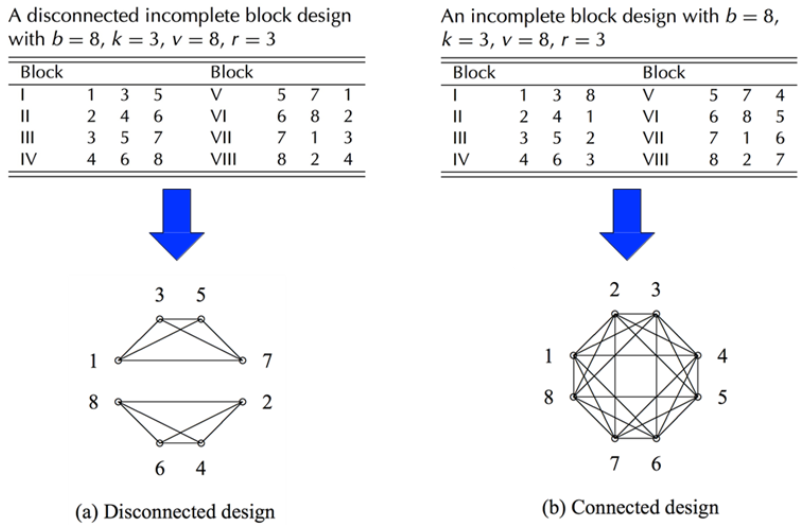 A disconnected incomplete block design
with b = 8, k = 3, v = 8, r = 3
Block Block
I 1 3 5 V 5 7 1
II 2 4 6 VI 6 8 2
III 3 5 7 VII 7 1 3
IV 4 6 8 VIII 8 2 4
3 5
1 7
8 2
6 4
(a) Disconnected design
An incomplete block design with b = 8,
k = 3, v = 8, r = 3
Block Block
I 1 3 8 V 5 7 4
II 2 4 1 VI 6 8 5
III 3 5 2 VII 7 1 6
IV 4 6 3 VIII 8 2 7
2 3
1 4
8 5
7 6
(b) Connected design